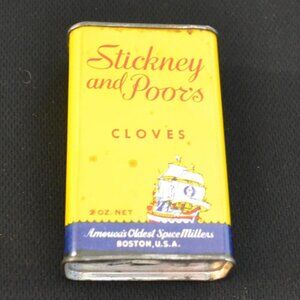 Stickney
and Poor's
CLOVES
2 OZ. NET
America's Oldest Spice Millers
BOSTON, U.S.A.